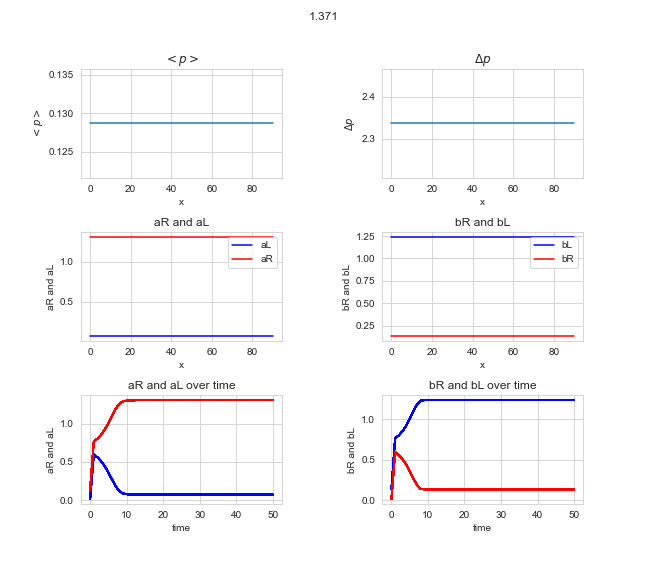 1.371
< p >
Δp
0.135
0.130
0.125
< p >
0 20 40 60 80
x
2.4
2.3
Δp
0 20 40 60 80
x
aR and aL
bR and bL
1.0
0.5
aR and aL
aL
aR
0 20 40 60 80
x
1.25
1.00
0.75
0.50
0.25
bR and bL
bL
bR
0 20 40 60 80
x
aR and aL over time
bR and bL over time
1.0
0.5
0.0
aR and aL
0 10 20 30 40 50
time
1.0
0.5
0.0
bR and bL
0 10 20 30 40 50
time